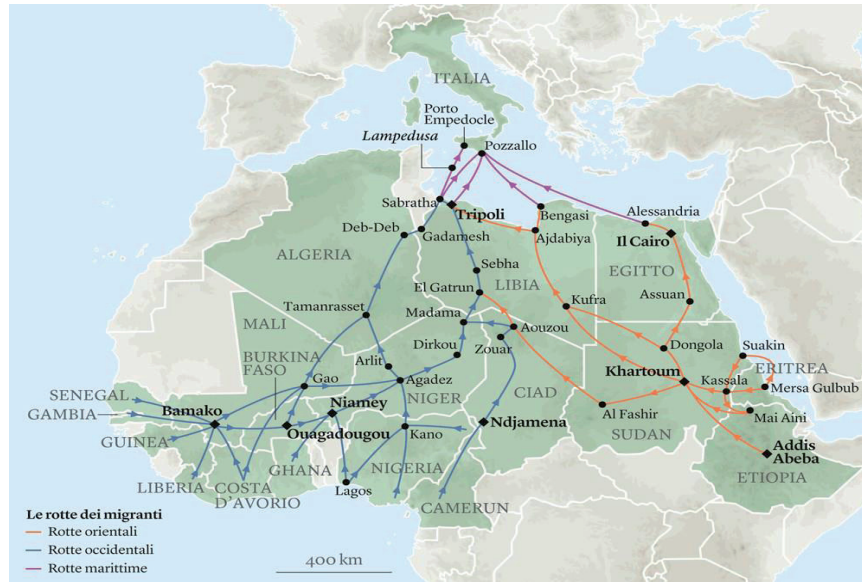 ITALIA
Porto
Empedocle
Lampedusa
Pozzallo
Sabratha
Tripoli
Bengasi
Alessandria
Deb-Deb
Gadamesh
Ajdabiya
Il Cairo
ALGERIA
Sebha
LIBIA
EGITTO
El Gatrun
Assuan
Tamanrasset
Madama
Kufra
MALI
Aouzou
Dirkou
Zouar
Dongola
Suakin
BURKINA
FASO
Arlit
ERITREA
Gao
Agadez
Khartoum
Kassala
Mersa Gulbub
SENEGAL
NIGER
CIAD
GAMBIA
Bamako
Niamey
Al Fashir
Mai Aini
Ndjamena
SUDAN
GUINEA
Ouagadougou
Kano
Addis
Abeba
GHANA
NIGERIA
ETIOPIA
LIBERIA
COSTA
D'AVORIO
Lagos
CAMERUN
Le rotte dei migranti
Rotte orientali
Rotte occidentali
Rotte marittime
400 km